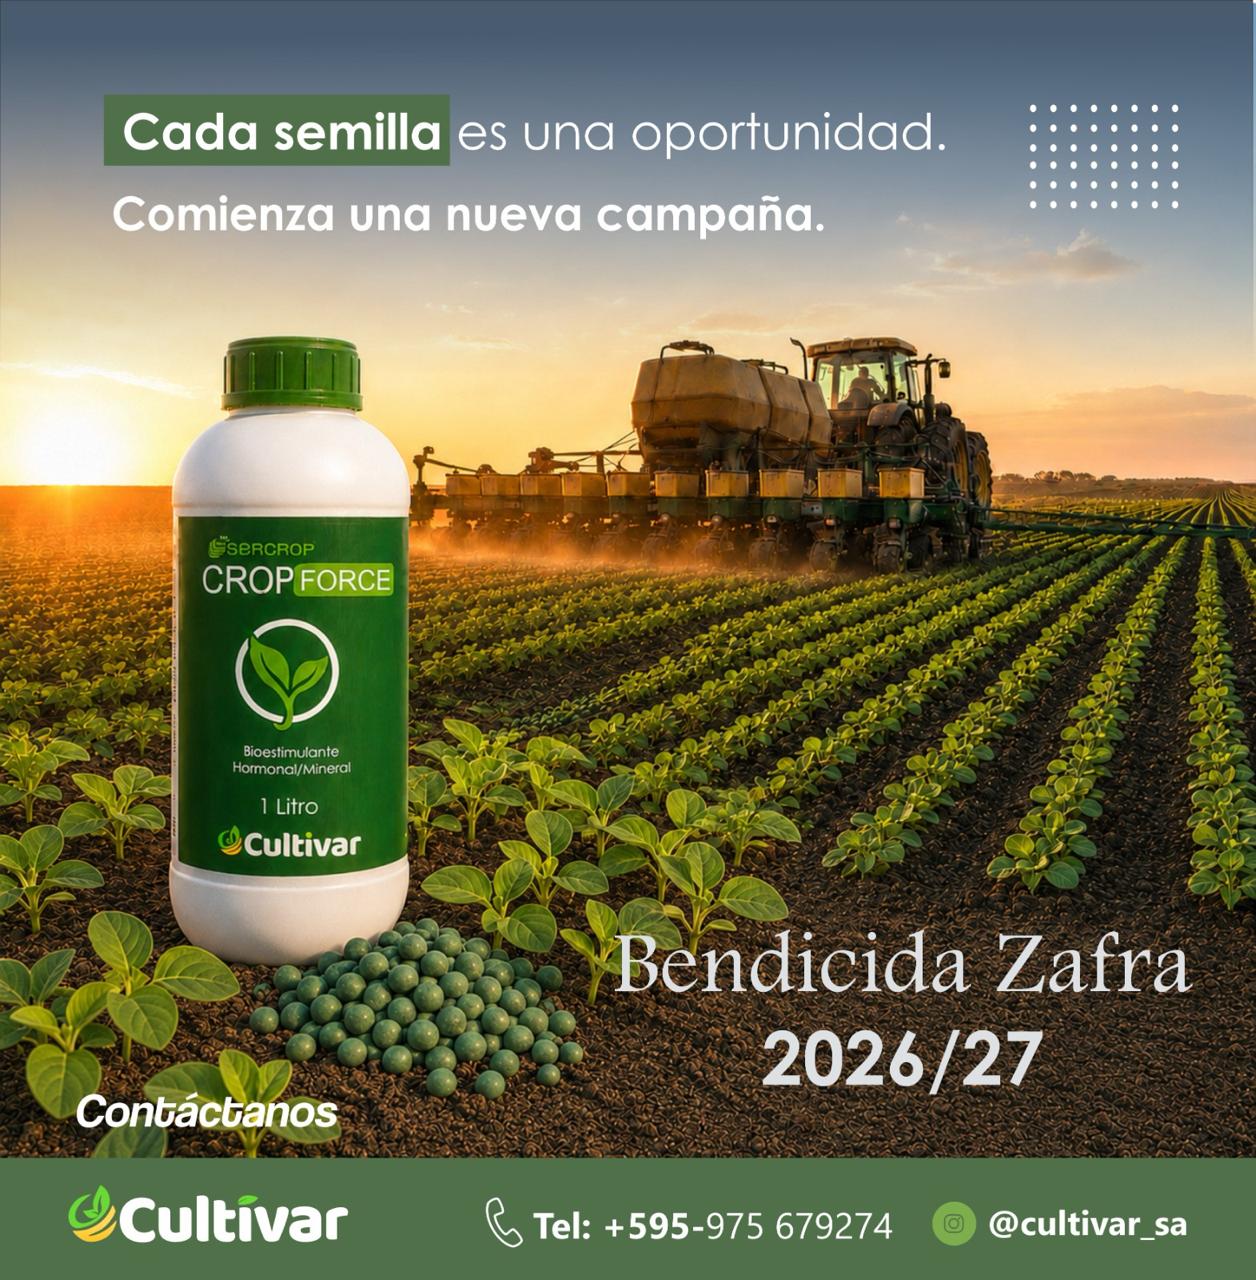 Cada semilla es una oportunidad.
Comienza una nueva campaña.
SERCROP
CROP FORCE
Bioestimulante
Hormonal/Mineral
1 Litro
Cultivar
Bendicida Zafra
2026/27
Contáctanos
Cultivar
Tel: +595-975 679274
@cultivar_sa